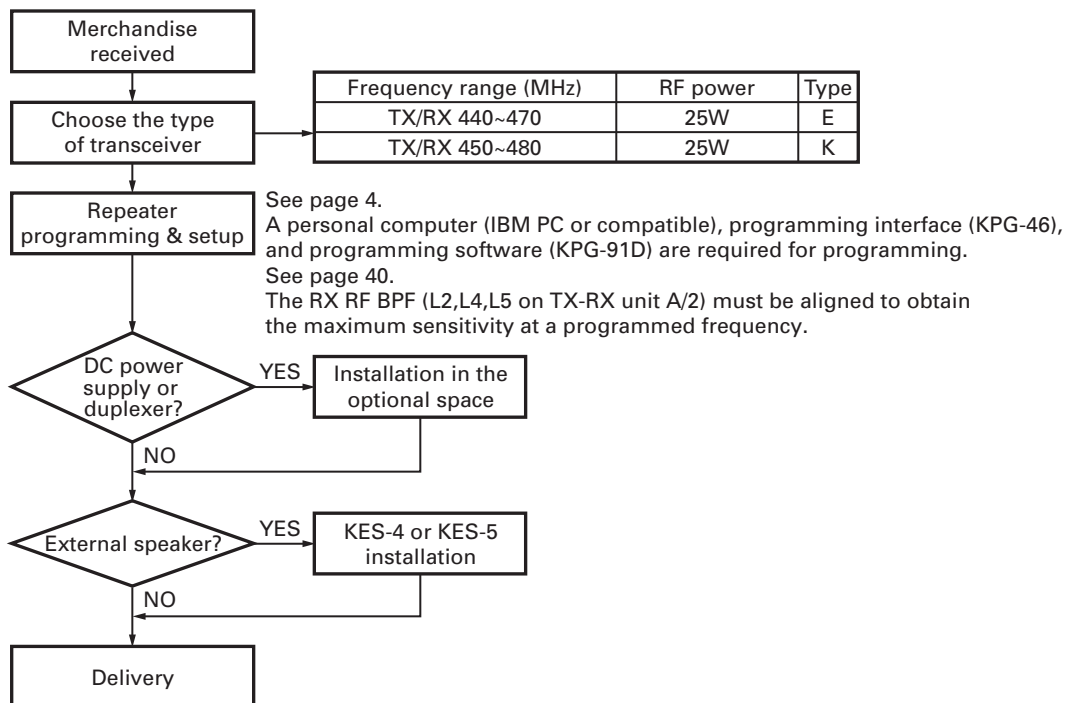 Merchandise
received
Choose the type
of transceiver
Frequency range (MHz) RF power Type
TX/RX 440~470 25W E
TX/RX 450~480 25W K
Repeater
programming & setup
See page 4.
A personal computer (IBM PC or compatible), programming interface (KPG-46),
and programming software (KPG-91D) are required for programming.
See page 40.
The RX RF BPF (L2,L4,L5 on TX-RX unit A/2) must be aligned to obtain
the maximum sensitivity at a programmed frequency.
DC power
supply or
duplexer?
YES
Installation in the
optional space
NO
External speaker?
YES
KES-4 or KES-5
installation
NO
Delivery